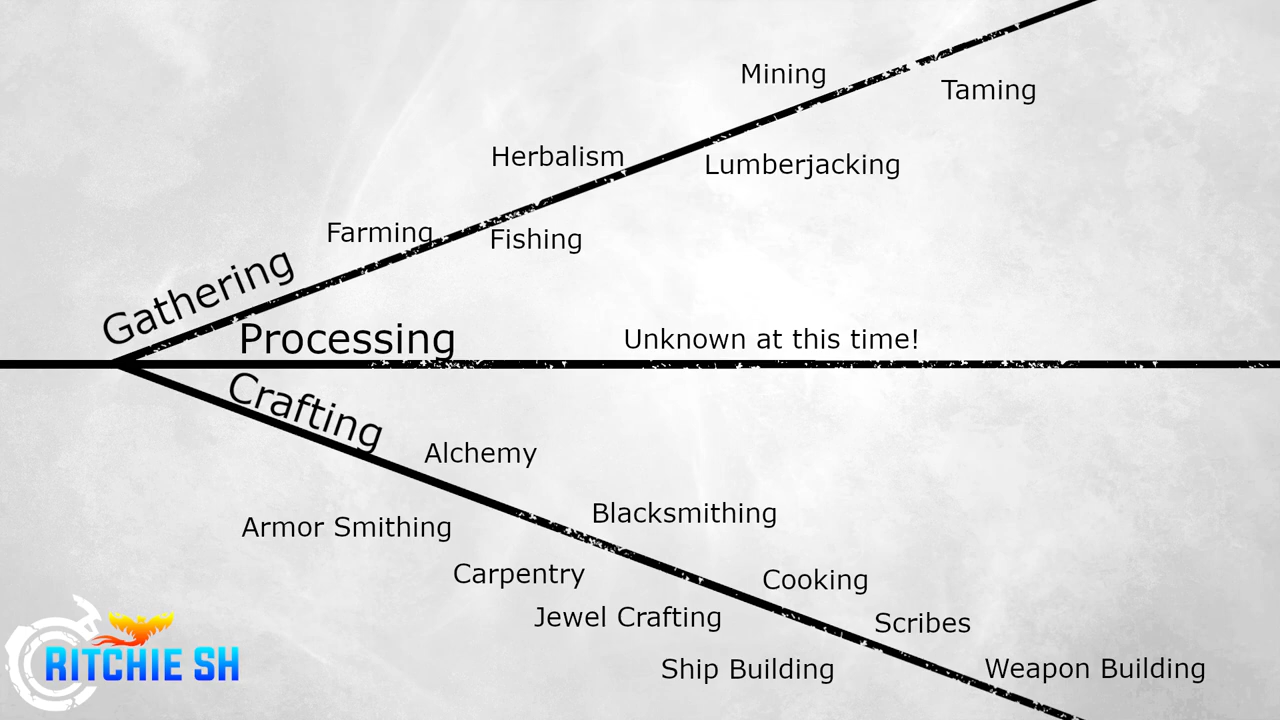 Mining
Taming
Herbalism
Lumberjacking
Farming
Fishing
Gathering
Processing
Unknown at this time!
Crafting
Alchemy
Armor Smithing
Blacksmithing
Carpentry
Cooking
Jewel Crafting
Scribes
Ship Building
Weapon Building
RITCHIE SH